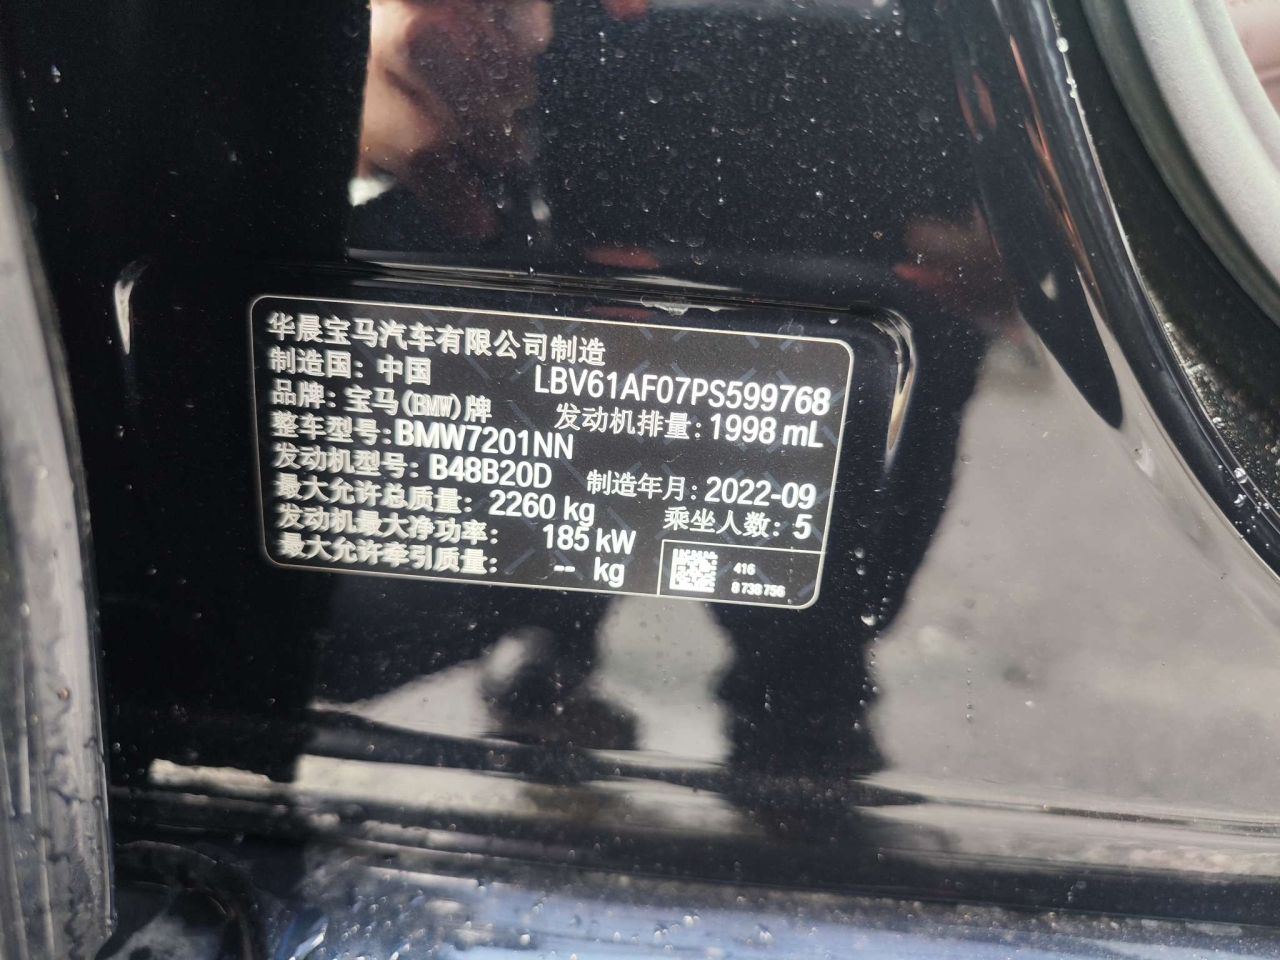 华晨宝马汽车有限公司制造
制造国: 中国
LBV61AF07PS599768
品牌: 宝马(BMW)牌
发动机排量: 1998 mL
整车型号: BMW7201NN
发动机型号: B48B20D
制造年月: 2022-09
最大允许总质量: 2260 kg
乘坐人数: 5
发动机最大净功率: 185 kW
最大允许牵引质量: -- kg
416
8 738 756